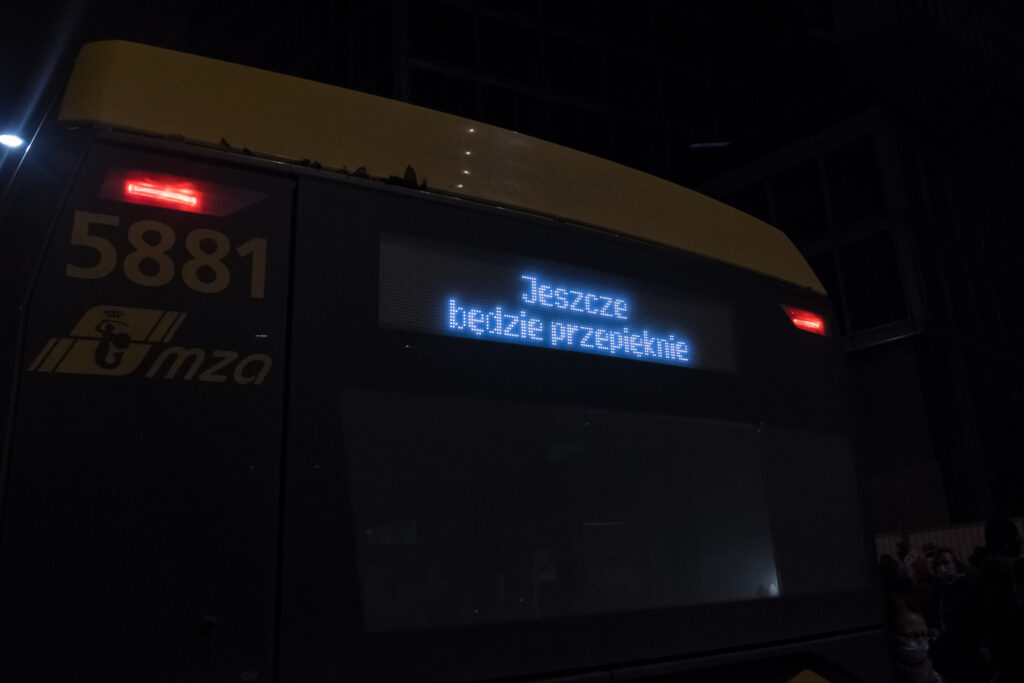 5881
mza
Jeszcze
będzie przepięknie